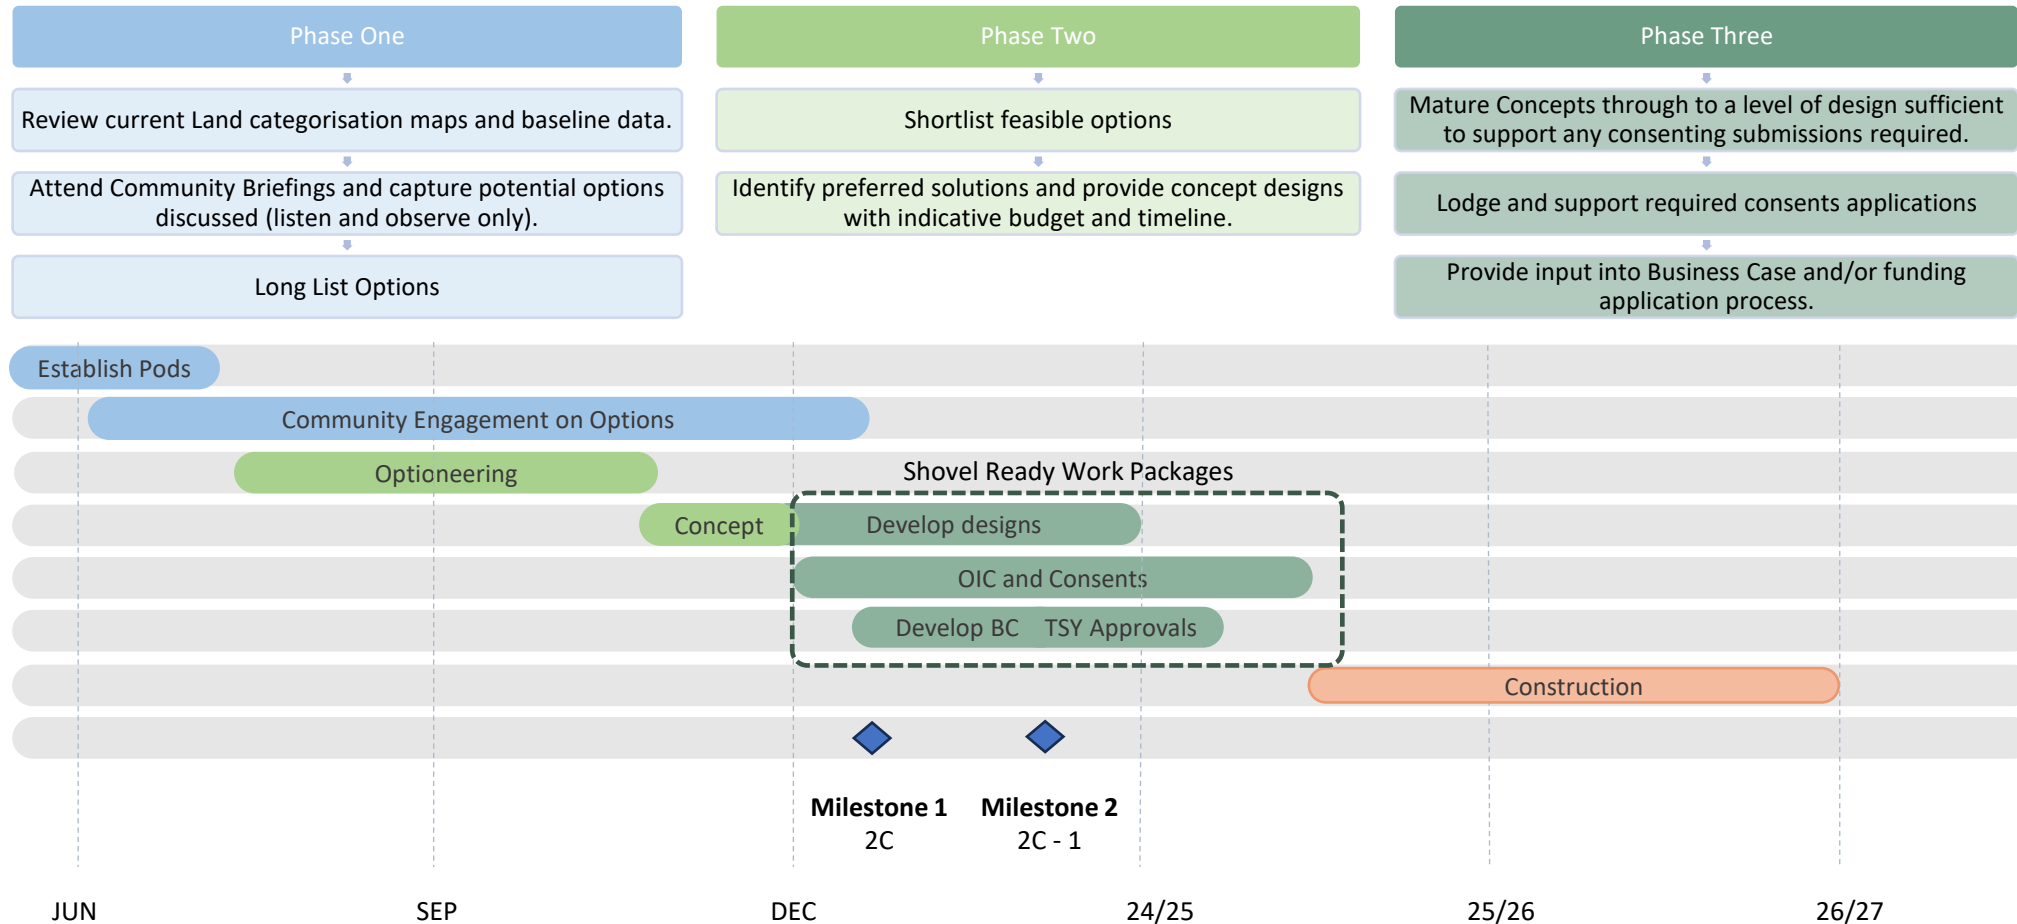 Phase One
Review current Land categorisation maps and baseline data.
Attend Community Briefings and capture potential options
discussed (listen and observe only).
Long List Options
Phase Two
Shortlist feasible options
Identify preferred solutions and provide concept designs
with indicative budget and timeline.
Phase Three
Mature Concepts through to a level of design sufficient
to support any consenting submissions required.
Lodge and support required consents applications
Provide input into Business Case and/or funding
application process.
Establish Pods
Community Engagement on Options
Optioneering
Shovel Ready Work Packages
Concept
Develop designs
OIC and Consents
Develop BC
TSY Approvals
Construction
Milestone 1
2C
Milestone 2
2C - 1
JUN
SEP
DEC
24/25
25/26
26/27